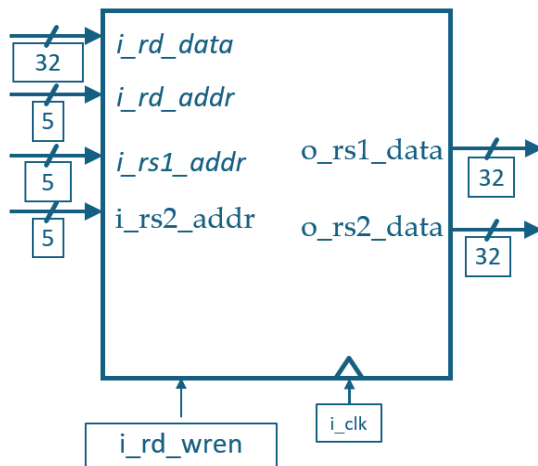 i_rd_data
32
i_rd_addr
5
i_rs1_addr
5
i_rs2_addr
5
o_rs1_data
32
o_rs2_data
32
i_rd_wren
i_clk